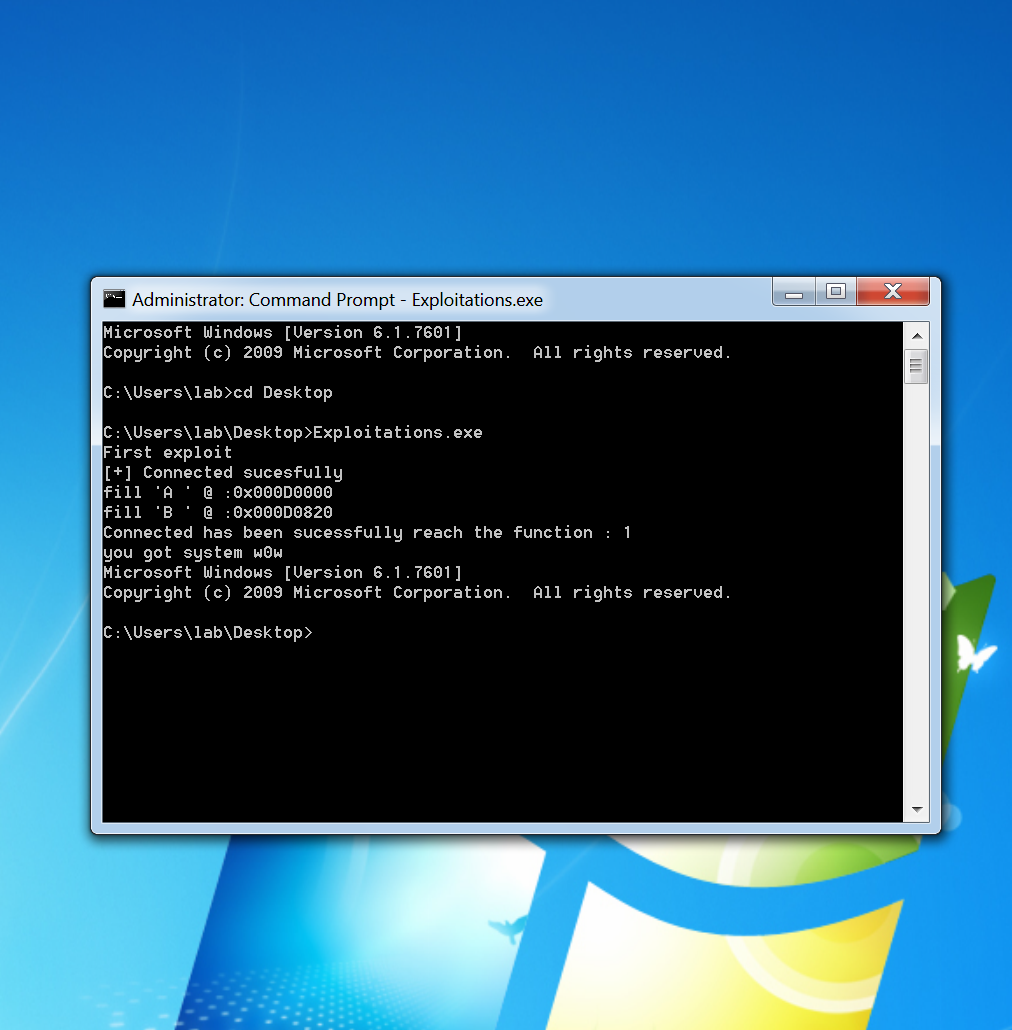 Administrator: Command Prompt - Exploitations.exe
Microsoft Windows [Version 6.1.7601]
Copyright (c) 2009 Microsoft Corporation.  All rights reserved.
C:\Users\lab>cd Desktop
C:\Users\lab\Desktop>Exploitations.exe
First exploit
[+] Connected sucesfully
fill 'A ' @ :0x000D0000
fill 'B ' @ :0x000D0820
Connected has been sucessfully reach the function : 1
you got system w0w
Microsoft Windows [Version 6.1.7601]
Copyright (c) 2009 Microsoft Corporation.  All rights reserved.
C:\Users\lab\Desktop>